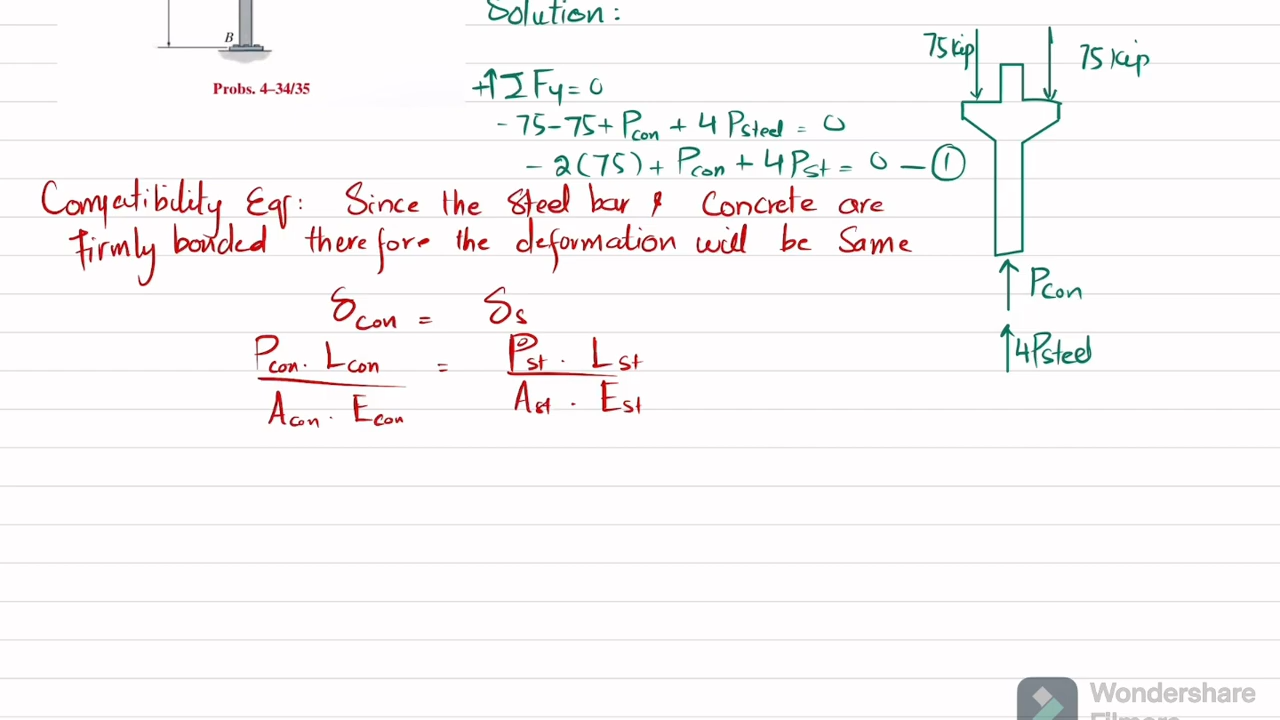 Solution:
B
Probs. 4–34/35
+↑ΣFy = 0
- 75 - 75 + Pcon + 4 Psteel = 0
- 2(75) + Pcon + 4Pst = 0 — ①
75 kip
75 kip
Compatibility Eq: Since the Steel bar & Concrete are
firmly bonded therefore the deformation will be Same
δcon = δs
Pcon. Lcon = Pst . Lst
Acon . Econ Ast . Est
Pcon
4Psteel
Wondershare